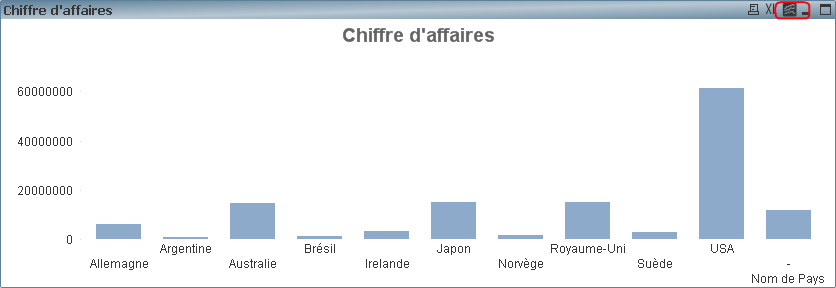 Chiffre d'affaires
XL
Chiffre d'affaires
60000000
40000000
20000000
0
Argentine
Brésil
Japon
Royaume-Uni
USA
Allemagne
Australie
Irelande
Norvège
Suède
-
Nom de Pays